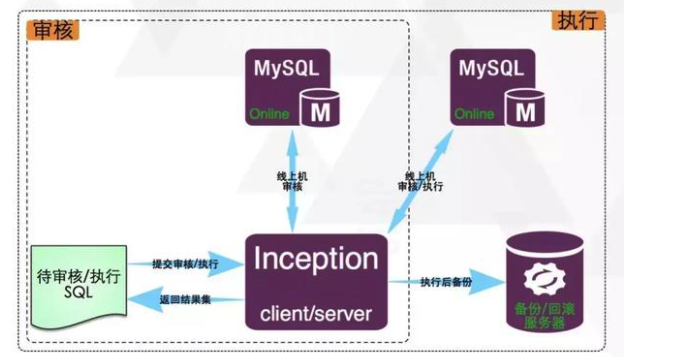 审核
执行
MySQL
Online
M
MySQL
Online
M
线上机
审核
线上机
审核/执行
待审核/执行
SQL
提交审核/执行
返回结果集
Inception
client/server
执行后备份
备份/回滚
服务器